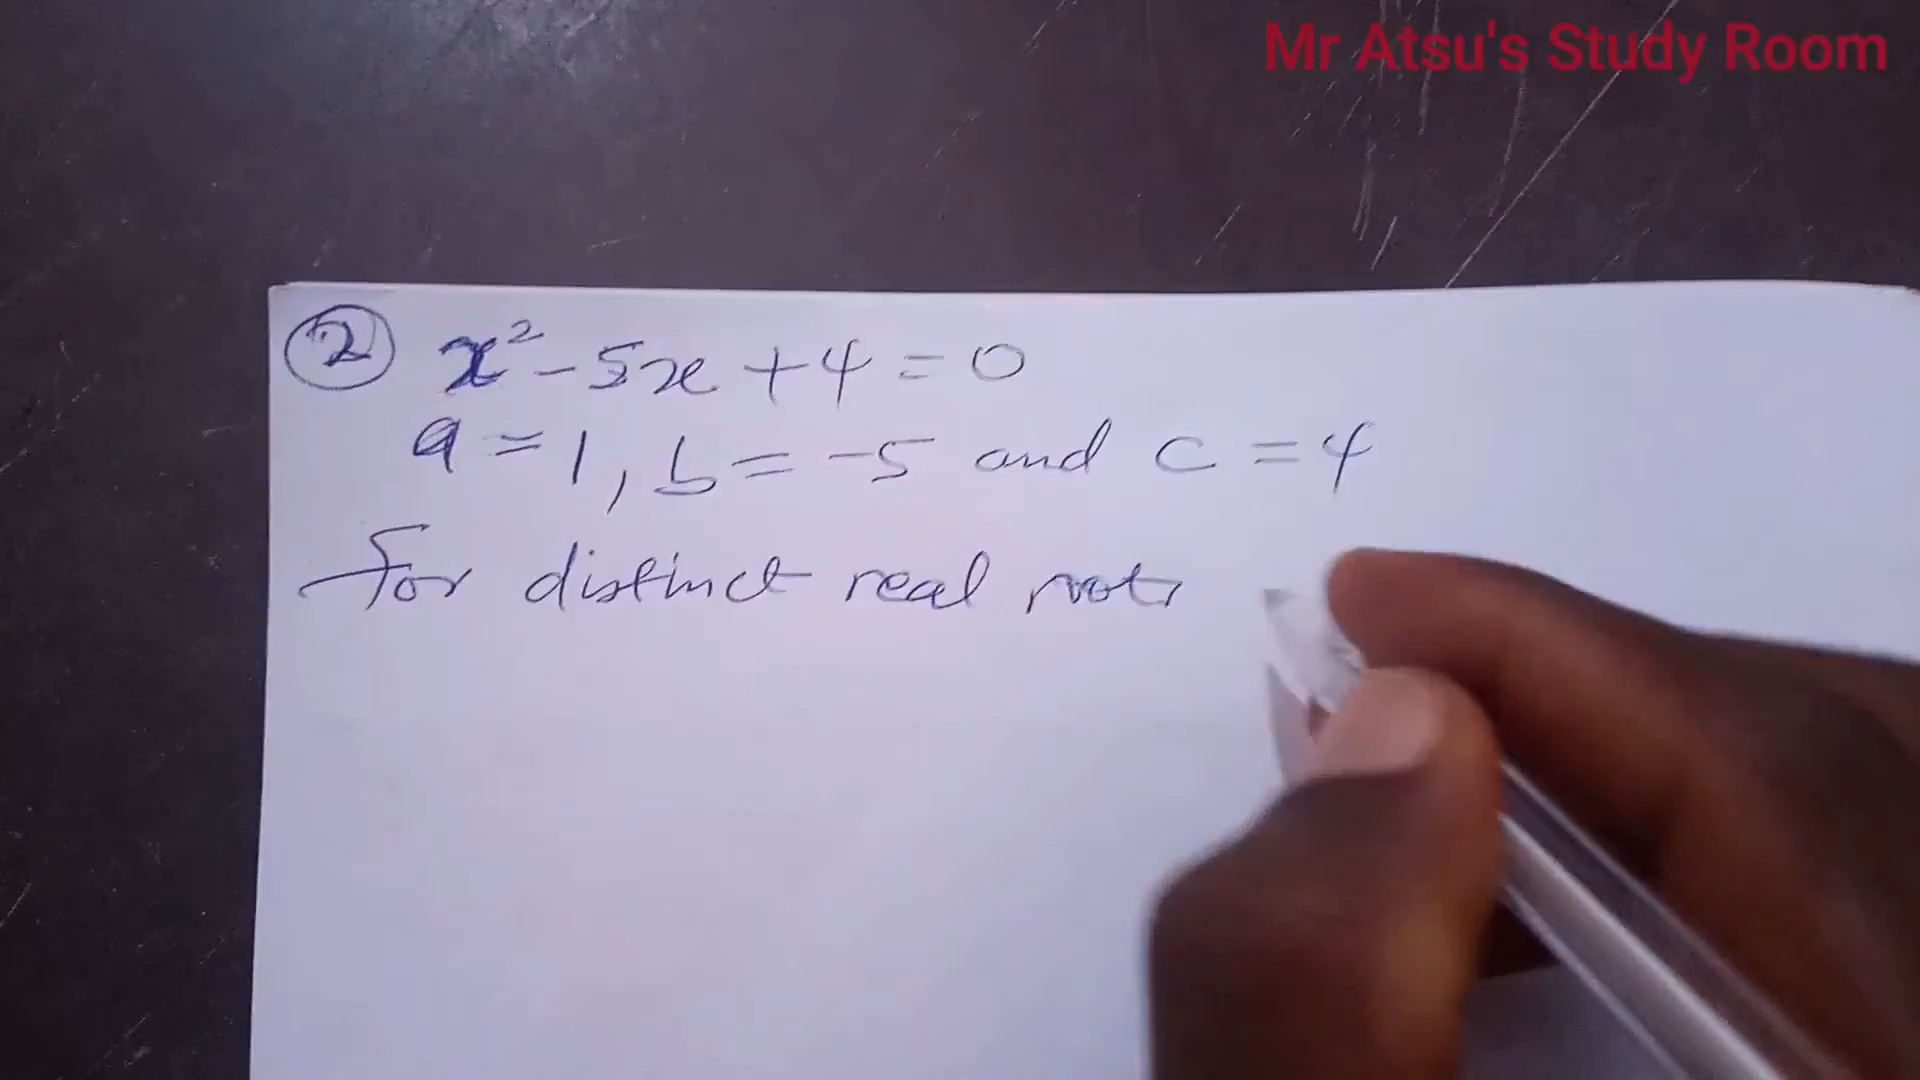 Mr Atsu's Study Room
② x² - 5x + 4 = 0
a = 1, b = -5 and c = 4
For distinct real roots